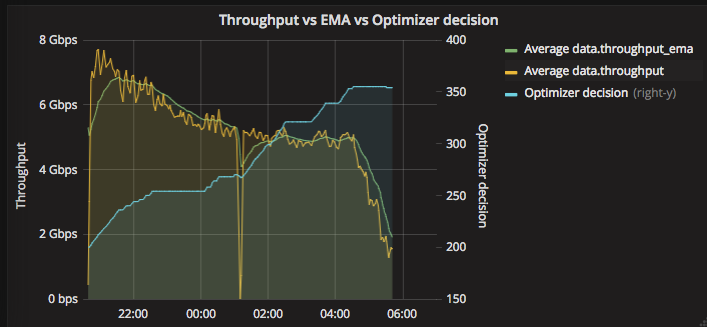 Throughput vs EMA vs Optimizer decision
8 Gbps
6 Gbps
4 Gbps
2 Gbps
0 bps
Throughput
400
350
300
250
200
150
Optimizer decision
22:00 00:00 02:00 04:00 06:00
Average data.throughput_ema
Average data.throughput
Optimizer decision (right-y)